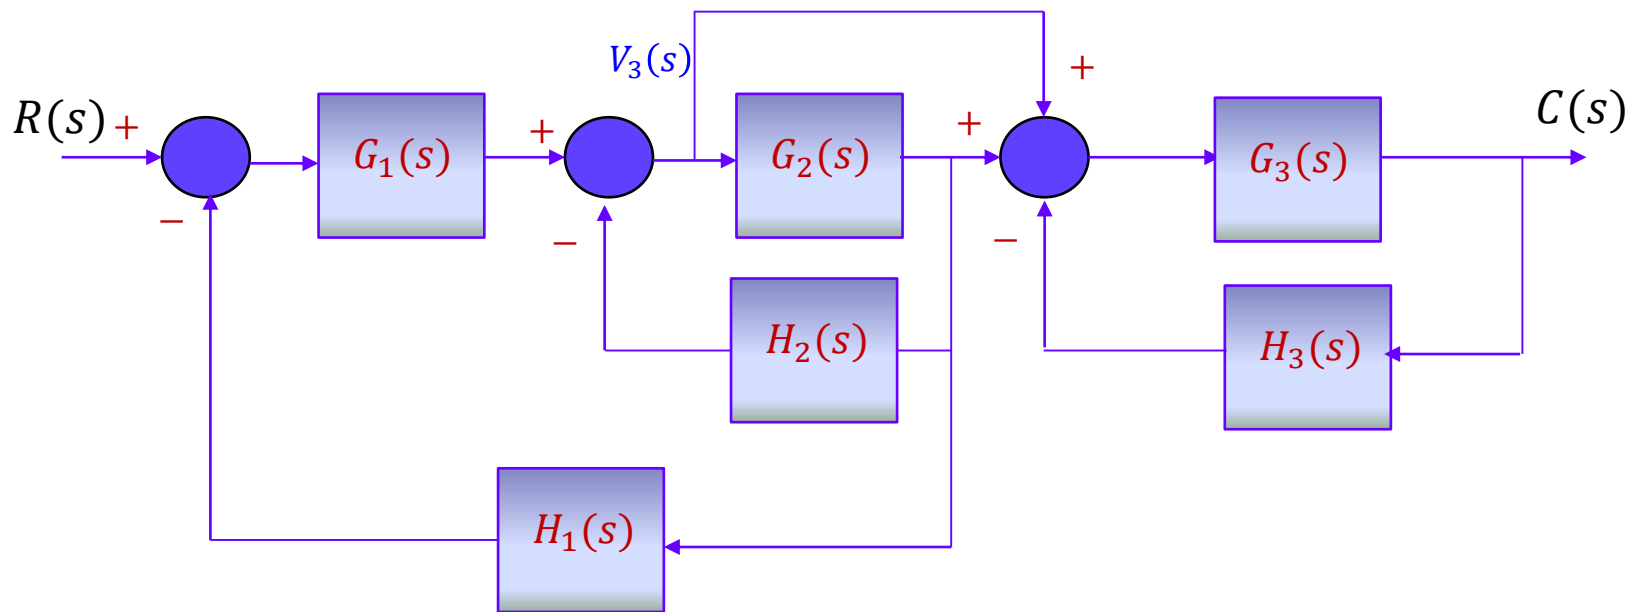 V₃(s)
+
R(s) +
+
+
C(s)
G₁(s)
G₂(s)
G₃(s)
−
−
−
H₂(s)
H₃(s)
H₁(s)